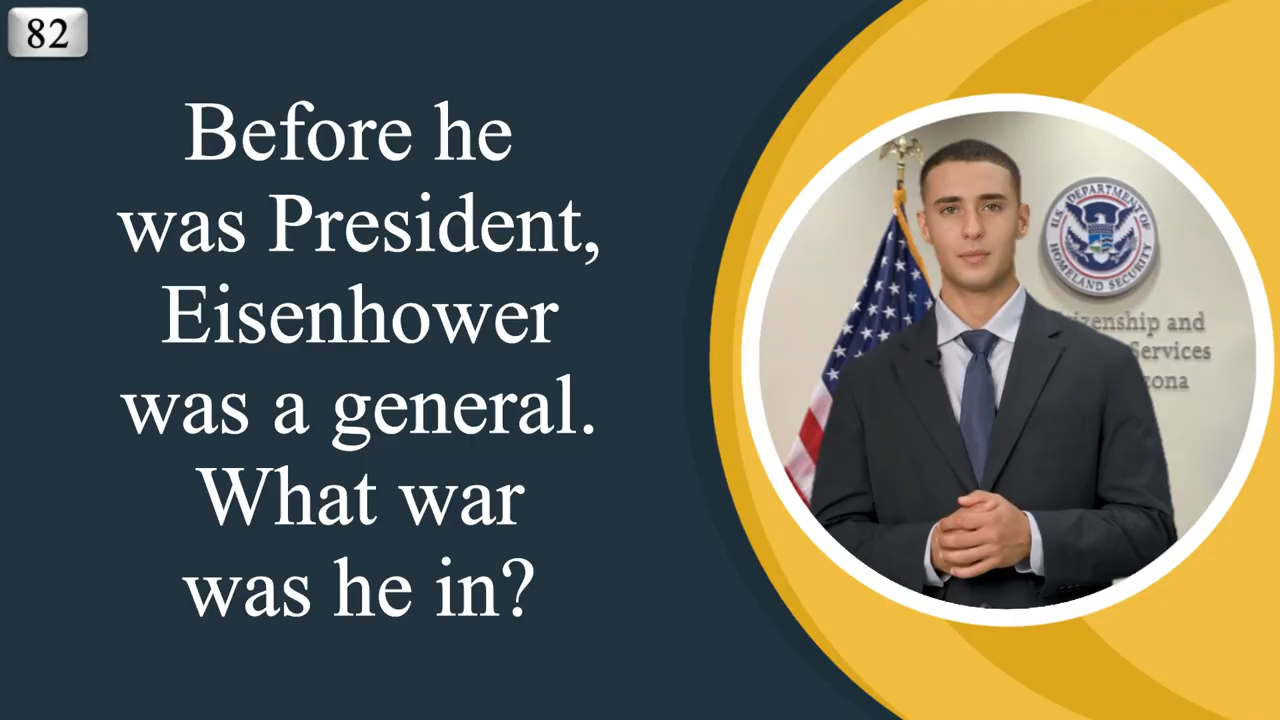 82
Before he
was President,
Eisenhower
was a general.
What war
was he in?
U.S. DEPARTMENT OF
HOMELAND SECURITY
izenship and
Services
zona